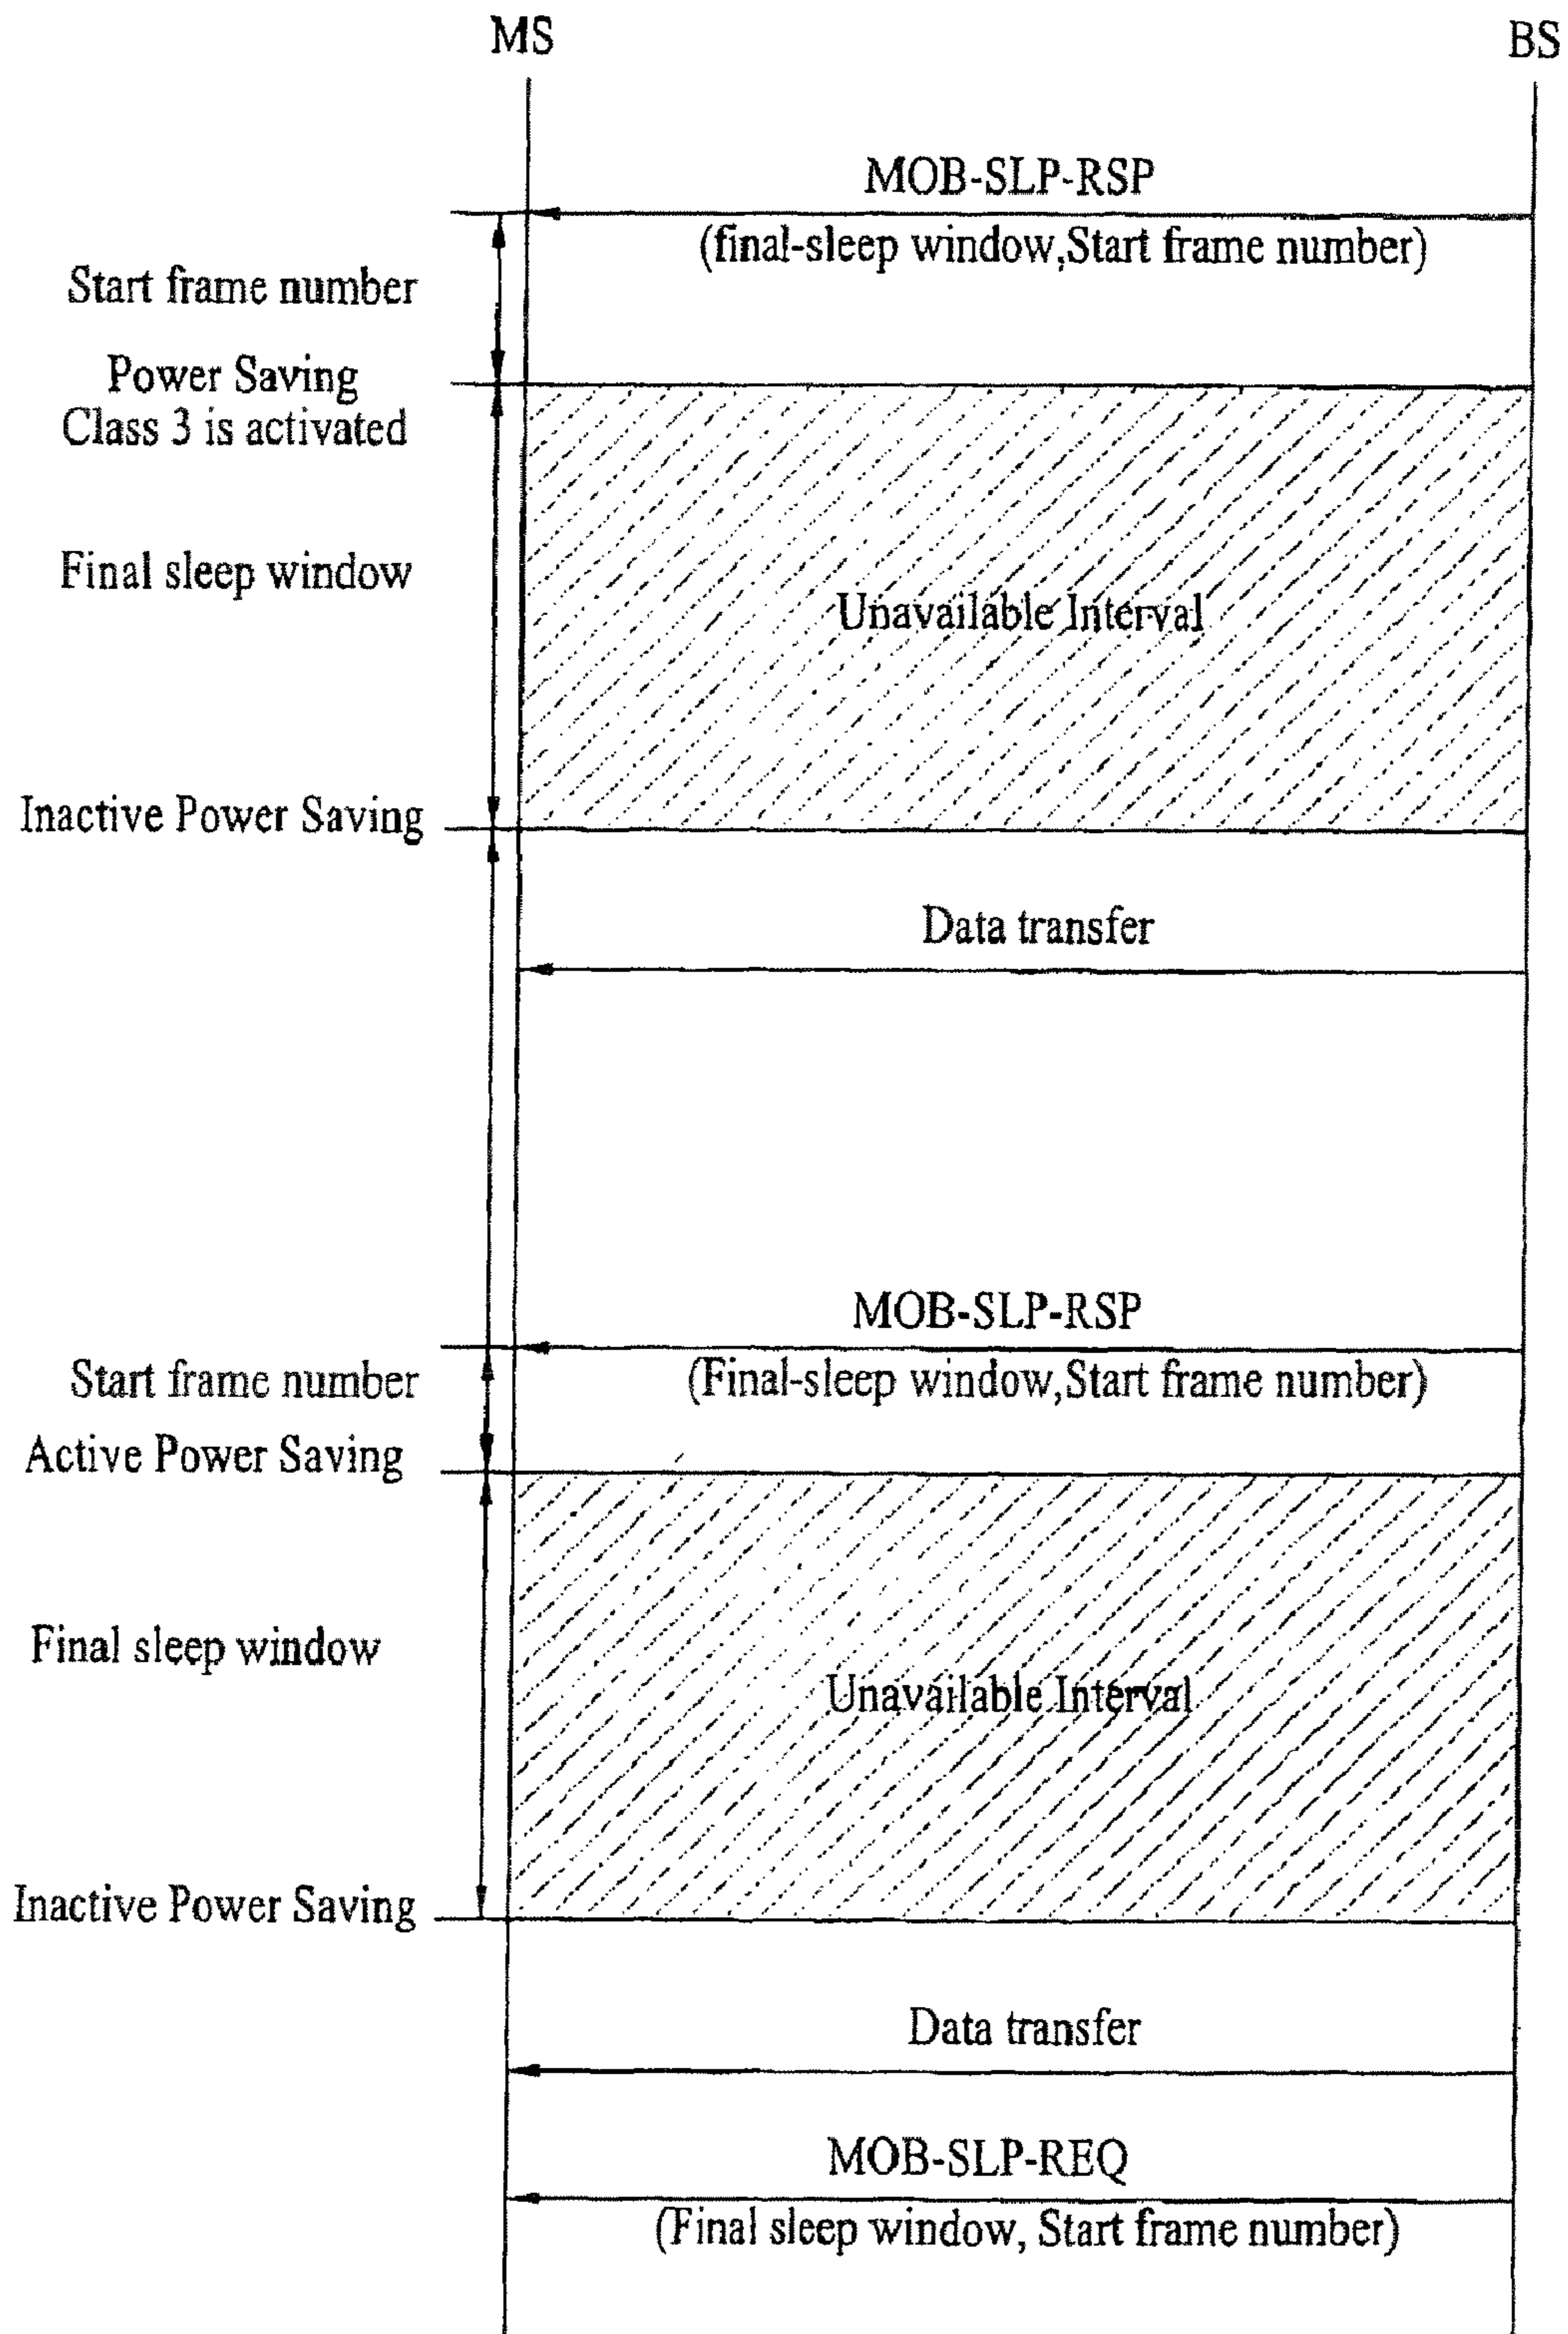 MS
BS
MOB-SLP-RSP
(final-sleep window,Start frame number)
Start frame number
Power Saving
Class 3 is activated
Final sleep window
Unavailable Interval
Inactive Power Saving
Data transfer
MOB-SLP-RSP
(Final-sleep window,Start frame number)
Start frame number
Active Power Saving
Final sleep window
Unavailable Interval
Inactive Power Saving
Data transfer
MOB-SLP-REQ
(Final sleep window, Start frame number)